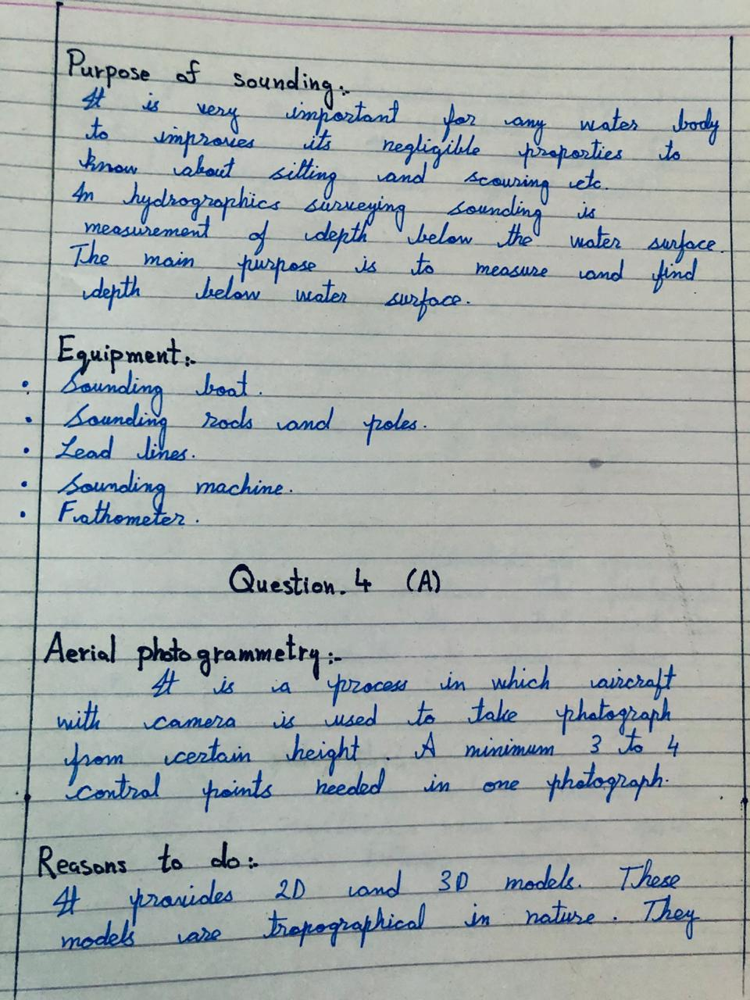 Purpose of sounding:-
It is very important for any water body
to improves its negligible properties to
know about silting and scouring etc.
In hydrographics surveying sounding is
measurement of depth below the water surface.
The main purpose is to measure and find
depth below water surface.
Equipment:-
• Sounding boat.
• Sounding rods and poles.
• Lead lines.
• Sounding machine.
• Fathometer.
Question. 4 (A)
Aerial photogrammetry:-
It is a process in which aircraft
with camera is used to take photograph
from certain height. A minimum 3 to 4
control points needed in one photograph.
Reasons to do:-
It provides 2D and 3D models. These
models are tropographical in nature. They